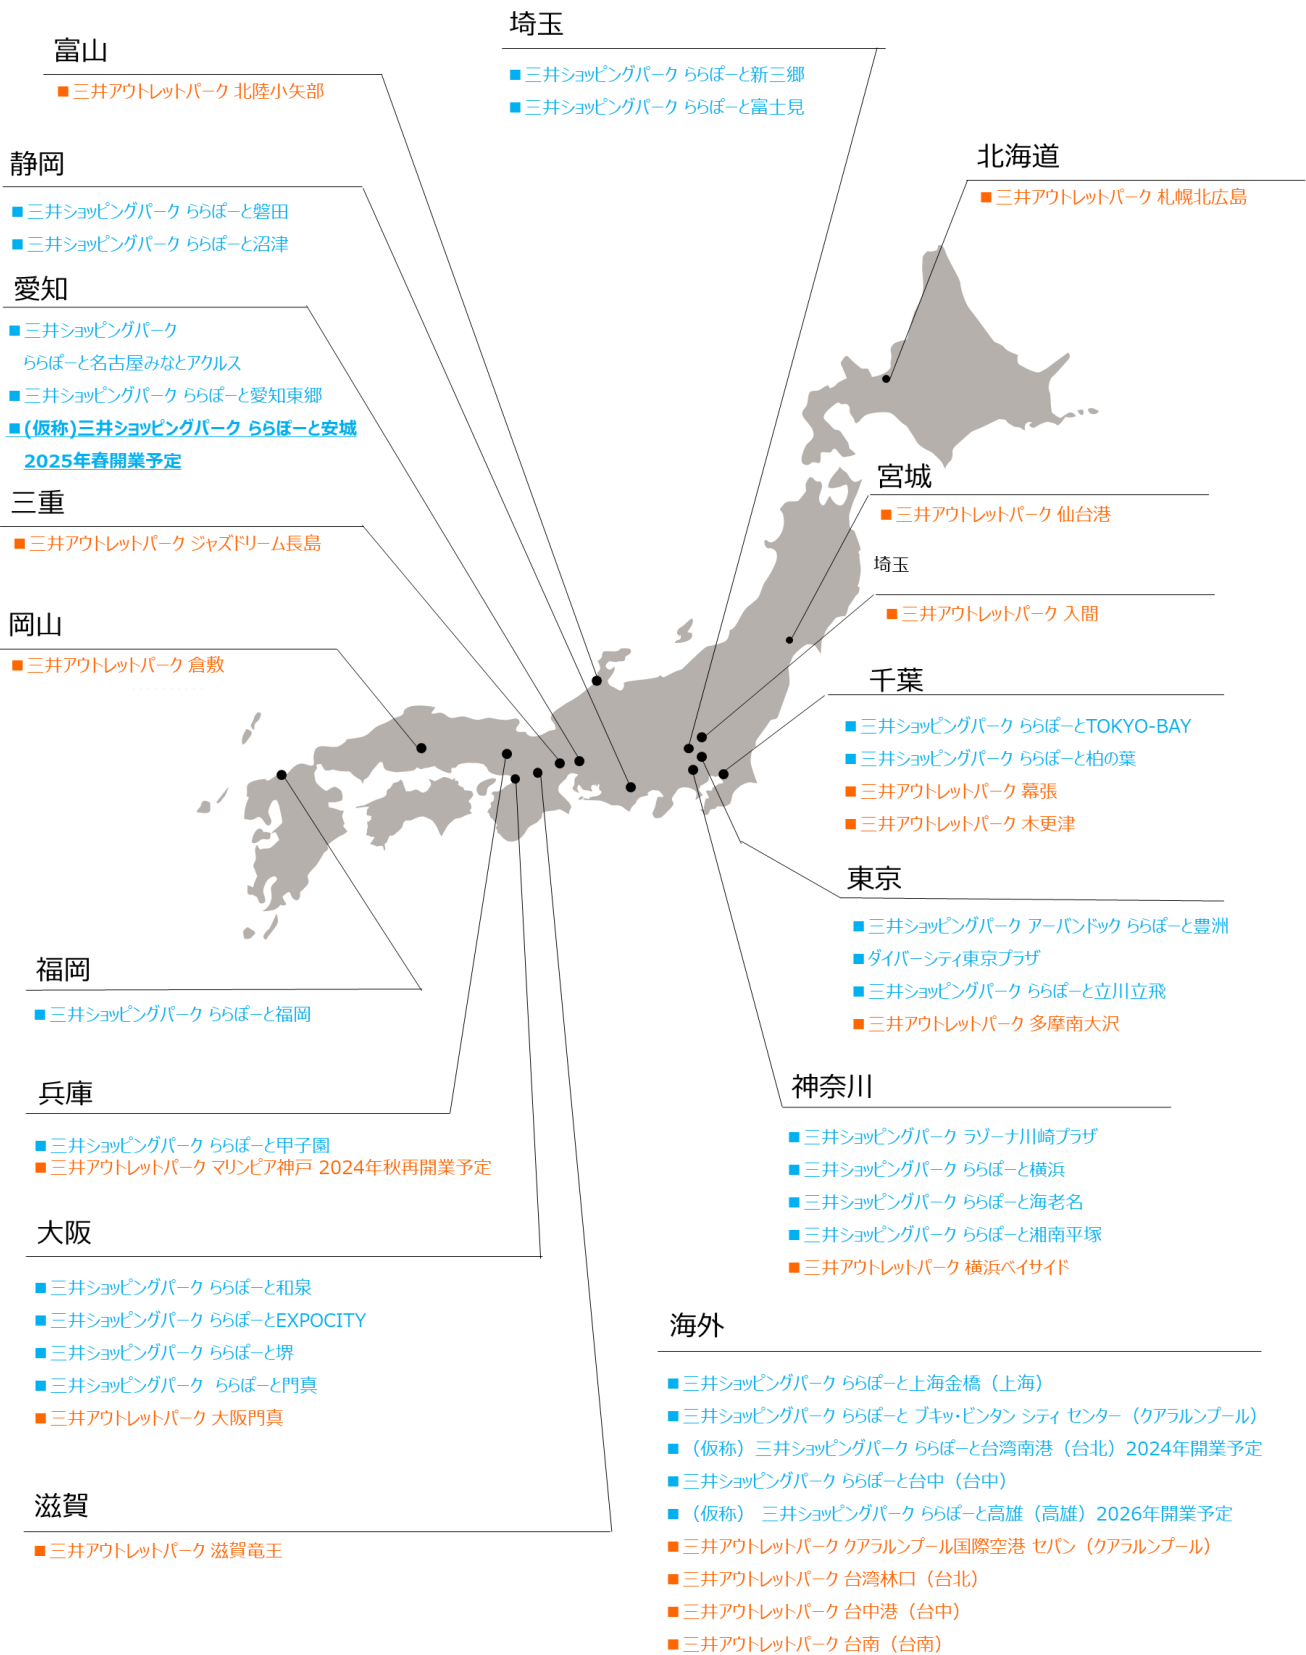 富山
■三井アウトレットパーク 北陸小矢部
静岡
■三井ショッピングパーク ららぽーと磐田
■三井ショッピングパーク ららぽーと沼津
愛知
■三井ショッピングパーク
ららぽーと名古屋みなとアクルス
■三井ショッピングパーク ららぽーと愛知東郷
■(仮称)三井ショッピングパーク ららぽーと安城
2025年春開業予定
三重
■三井アウトレットパーク ジャズドリーム長島
岡山
■三井アウトレットパーク 倉敷
福岡
■三井ショッピングパーク ららぽーと福岡
兵庫
■三井ショッピングパーク ららぽーと甲子園
■三井アウトレットパーク マリンピア神戸 2024年秋再開業予定
大阪
■三井ショッピングパーク ららぽーと和泉
■三井ショッピングパーク ららぽーとEXPOCITY
■三井ショッピングパーク ららぽーと堺
■三井ショッピングパーク ららぽーと門真
■三井アウトレットパーク 大阪門真
滋賀
■三井アウトレットパーク 滋賀竜王
埼玉
■三井ショッピングパーク ららぽーと新三郷
■三井ショッピングパーク ららぽーと富士見
北海道
■三井アウトレットパーク 札幌北広島
宮城
■三井アウトレットパーク 仙台港
埼玉
■三井アウトレットパーク 入間
千葉
■三井ショッピングパーク ららぽーとTOKYO-BAY
■三井ショッピングパーク ららぽーと柏の葉
■三井アウトレットパーク 幕張
■三井アウトレットパーク 木更津
東京
■三井ショッピングパーク アーバンドック ららぽーと豊洲
■ダイバーシティ東京プラザ
■三井ショッピングパーク ららぽーと立川立飛
■三井アウトレットパーク 多摩南大沢
神奈川
■三井ショッピングパーク ラゾーナ川崎プラザ
■三井ショッピングパーク ららぽーと横浜
■三井ショッピングパーク ららぽーと海老名
■三井ショッピングパーク ららぽーと湘南平塚
■三井アウトレットパーク 横浜ベイサイド
海外
■三井ショッピングパーク ららぽーと上海金橋（上海）
■三井ショッピングパーク ららぽーと ブキッ・ビンタン シティ センター（クアラルンプール）
■（仮称）三井ショッピングパーク ららぽーと台湾南港（台北）2024年開業予定
■三井ショッピングパーク ららぽーと台中（台中）
■（仮称） 三井ショッピングパーク ららぽーと高雄（高雄）2026年開業予定
■三井アウトレットパーク クアラルンプール国際空港 セパン（クアラルンプール）
■三井アウトレットパーク 台湾林口（台北）
■三井アウトレットパーク 台中港（台中）
■三井アウトレットパーク 台南（台南）